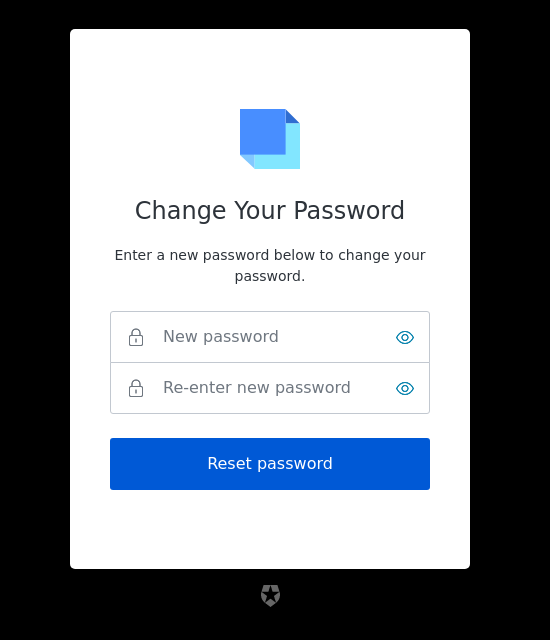 Change Your Password
Enter a new password below to change your
password.
New password
Re-enter new password
Reset password